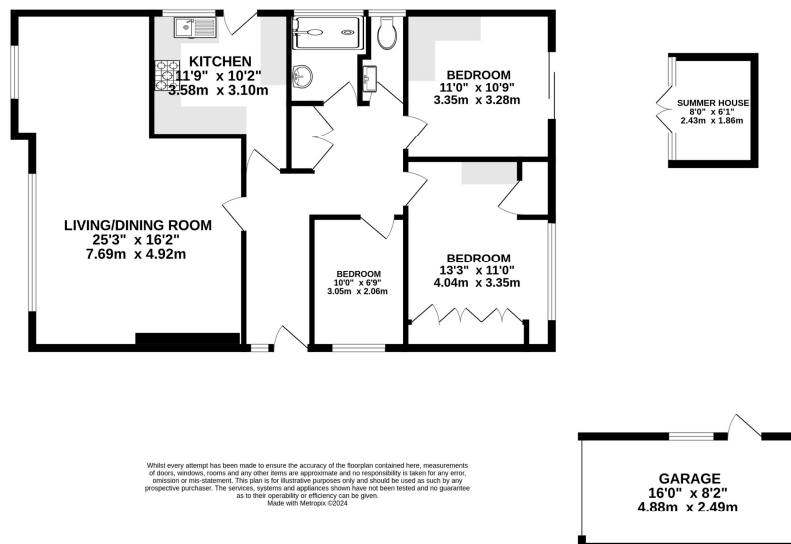 KITCHEN
11'9" x 10'2"
3.58m x 3.10m
BEDROOM
11'0" x 10'9"
3.35m x 3.28m
SUMMER HOUSE
8'0" x 6'1"
2.43m x 1.86m
LIVING/DINING ROOM
25'3" x 16'2"
7.69m x 4.92m
BEDROOM
10'0" x 6'9"
3.05m x 2.06m
BEDROOM
13'3" x 11'0"
4.04m x 3.35m
Whilst every attempt has been made to ensure the accuracy of the floorplan contained here, measurements
of doors, windows, rooms and any other items are approximate and no responsibility is taken for any error,
omission or mis-statement. This plan is for illustrative purposes only and should be used as such by any
prospective purchaser. The services, systems and appliances shown have not been tested and no guarantee
as to their operability or efficiency can be given.
Made with Metropix ©2024
GARAGE
16'0" x 8'2"
4.88m x 2.49m